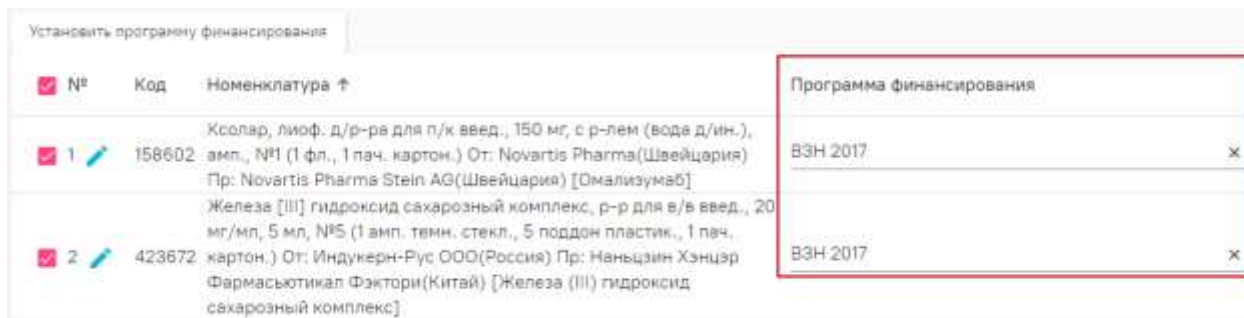 Установить программу финансирования
№ Код Номенклатура ↑ Программа финансирования
Ксолар, лиоф. д/р-ра для п/к введ., 150 мг, с р-лем (вода д/ин.),
1 158602 амп., №1 (1 фл., 1 пач. картон.) От: Novartis Pharma(Швейцария) ВЗН 2017 ×
Пр: Novartis Pharma Stein AG(Швейцария) [Омализумаб]
Железа [III] гидроксид сахарозный комплекс, р-р для в/в введ., 20
мг/мл, 5 мл, №5 (1 амп. темн. стекл., 5 поддон пластик., 1 пач.
2 423672 картон.) От: Индукерн-Рус ООО(Россия) Пр: Наньцзин Хэнцэр ВЗН 2017 ×
Фармасьютикал Фэктори(Китай) [Железа (III) гидроксид
сахарозный комплекс]